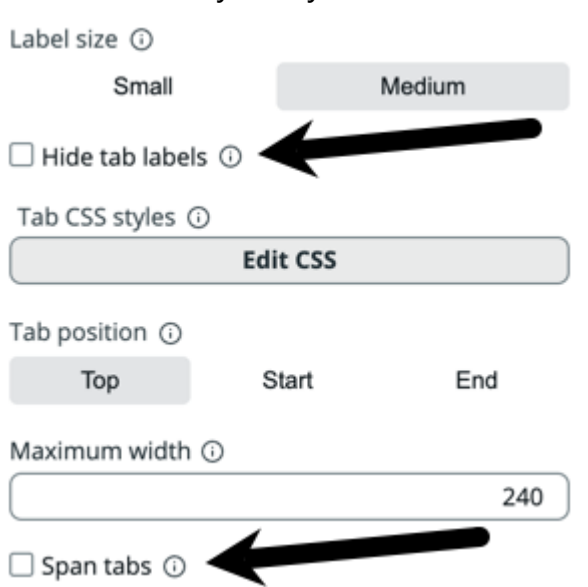 Label size
Small Medium
Hide tab labels
Tab CSS styles
Edit CSS
Tab position
Top Start End
Maximum width
240
Span tabs